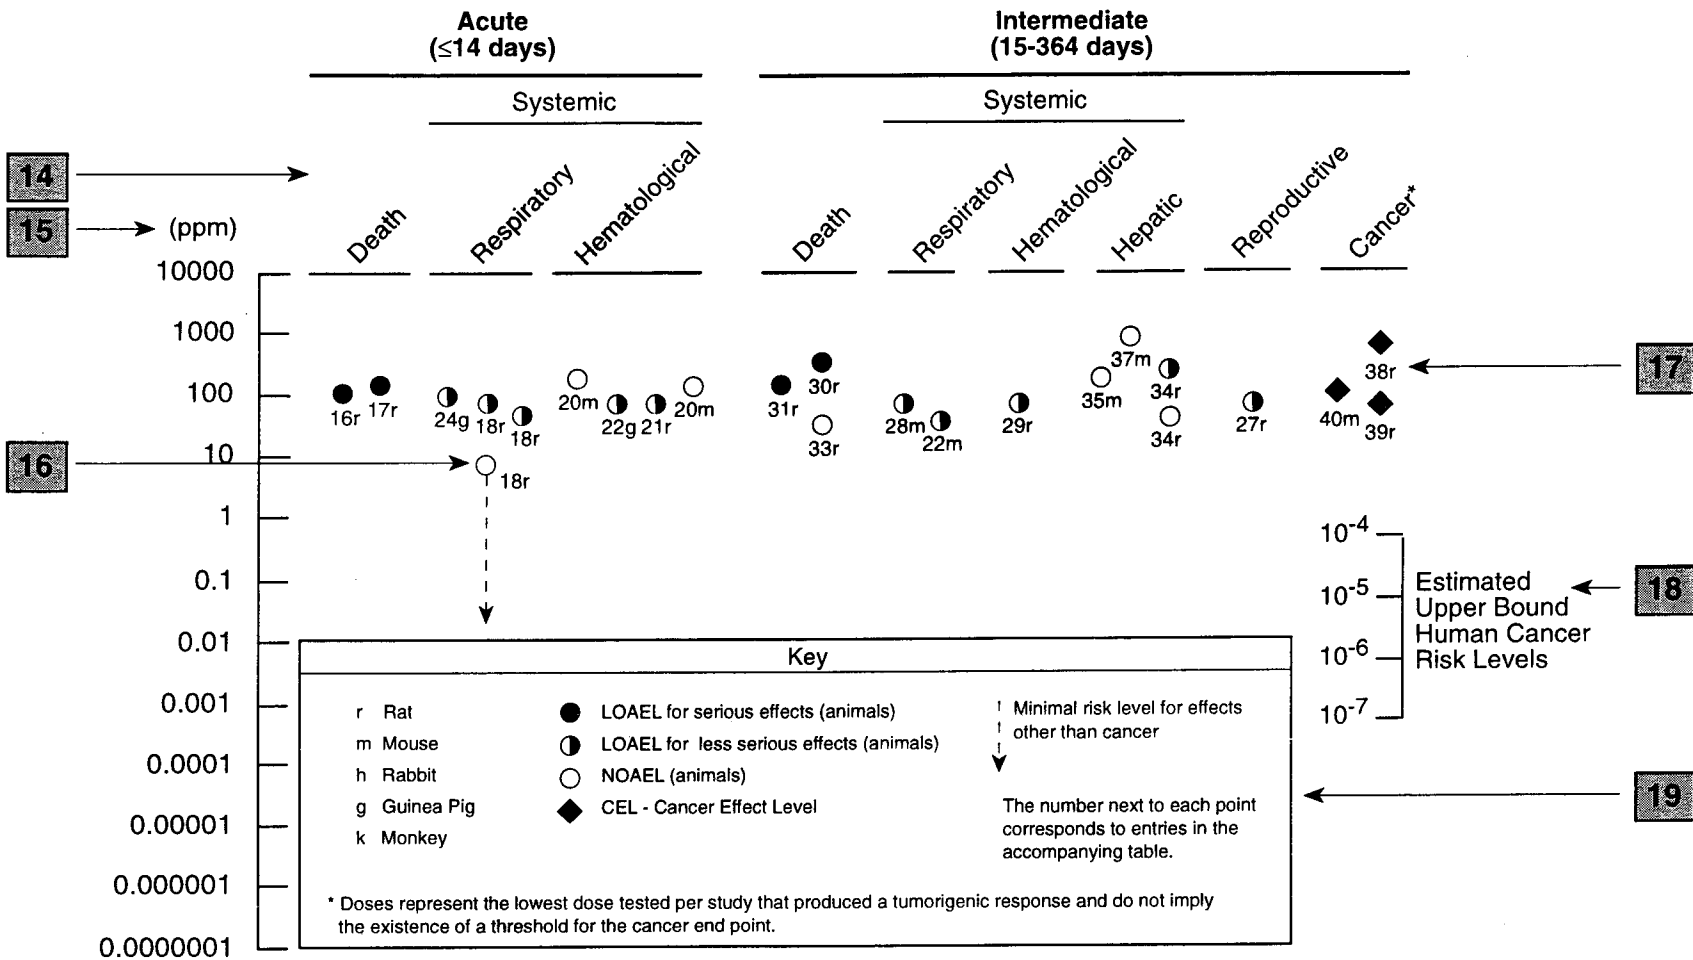 Acute
(≤14 days)
Intermediate
(15-364 days)
Systemic
Systemic
14
15
(ppm)
Death
Respiratory
Hematological
Death
Respiratory
Hematological
Hepatic
Reproductive
Cancer*
10000
1000
100
10
1
0.1
0.01
0.001
0.0001
0.00001
0.000001
0.0000001
16r
17r
24g
18r
18r
20m
22g
21r
20m
31r
30r
33r
28m
22m
29r
35m
37m
34r
34r
27r
40m
38r
39r
16
18r
17
10-4
10-5
10-6
10-7
Estimated
Upper Bound
Human Cancer
Risk Levels
18
Key
r Rat
m Mouse
h Rabbit
g Guinea Pig
k Monkey
LOAEL for serious effects (animals)
LOAEL for less serious effects (animals)
NOAEL (animals)
CEL - Cancer Effect Level
Minimal risk level for effects
other than cancer
The number next to each point
corresponds to entries in the
accompanying table.
* Doses represent the lowest dose tested per study that produced a tumorigenic response and do not imply
the existence of a threshold for the cancer end point.
19